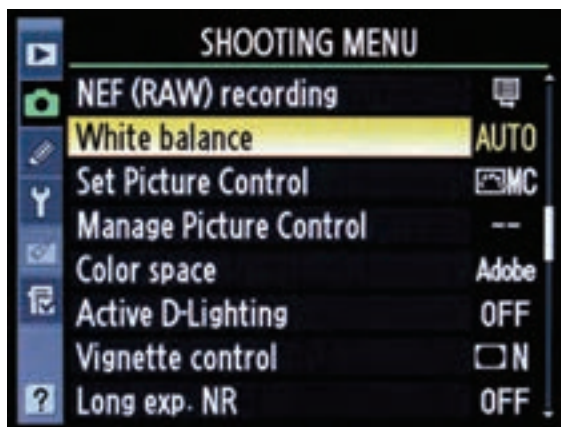 SHOOTING MENU
NEF (RAW) recording
White balance AUTO
Set Picture Control MC
Manage Picture Control --
Color space Adobe
Active D-Lighting OFF
Vignette control N
Long exp. NR OFF
?